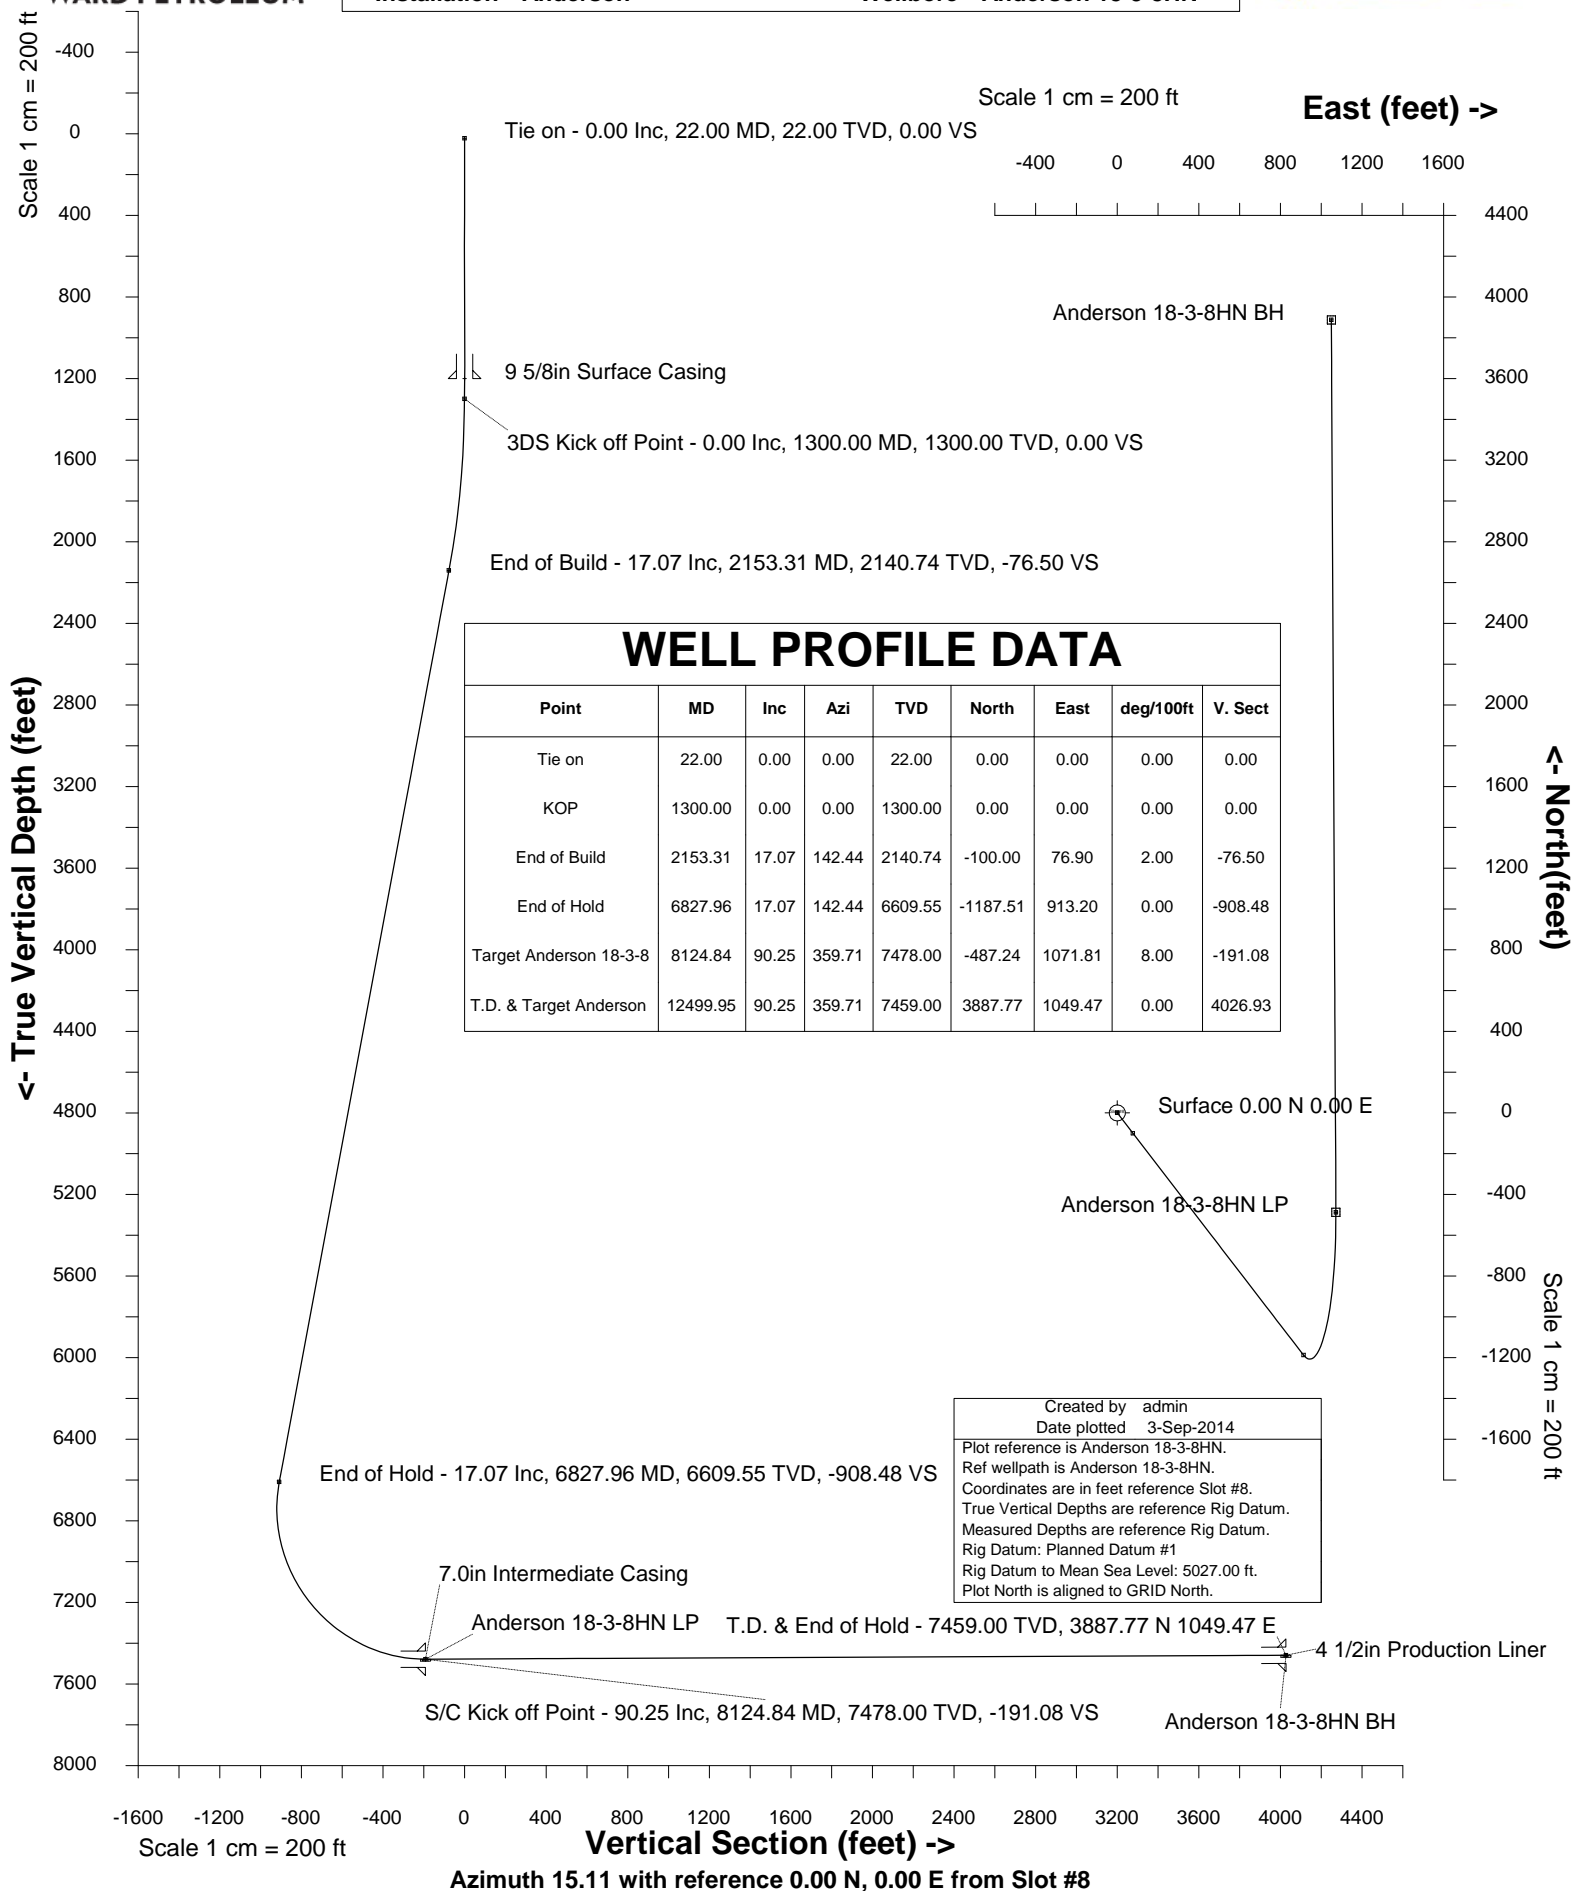 Scale 1 cm = 200 ft
East (feet) ->
-400 0 400 800 1200 1600
Scale 1 cm = 200 ft
-400
0
400
800
1200
1600
2000
2400
2800
3200
3600
4000
4400
4800
5200
5600
6000
6400
6800
7200
7600
8000
<- True Vertical Depth (feet)
Tie on - 0.00 Inc, 22.00 MD, 22.00 TVD, 0.00 VS
9 5/8in Surface Casing
3DS Kick off Point - 0.00 Inc, 1300.00 MD, 1300.00 TVD, 0.00 VS
End of Build - 17.07 Inc, 2153.31 MD, 2140.74 TVD, -76.50 VS
Anderson 18-3-8HN BH
WELL PROFILE DATA
Point MD Inc Azi TVD North East deg/100ft V. Sect
Tie on 22.00 0.00 0.00 22.00 0.00 0.00 0.00 0.00
KOP 1300.00 0.00 0.00 1300.00 0.00 0.00 0.00 0.00
End of Build 2153.31 17.07 142.44 2140.74 -100.00 76.90 2.00 -76.50
End of Hold 6827.96 17.07 142.44 6609.55 -1187.51 913.20 0.00 -908.48
Target Anderson 18-3-8 8124.84 90.25 359.71 7478.00 -487.24 1071.81 8.00 -191.08
T.D. & Target Anderson 12499.95 90.25 359.71 7459.00 3887.77 1049.47 0.00 4026.93
4400
4000
3600
3200
2800
2400
2000
1600
1200
800
400
0
-400
-800
-1200
-1600
<- North(feet)
Scale 1 cm = 200 ft
Surface 0.00 N 0.00 E
Anderson 18-3-8HN LP
Created by admin
Date plotted 3-Sep-2014
Plot reference is Anderson 18-3-8HN.
Ref wellpath is Anderson 18-3-8HN.
Coordinates are in feet reference Slot #8.
True Vertical Depths are reference Rig Datum.
Measured Depths are reference Rig Datum.
Rig Datum: Planned Datum #1
Rig Datum to Mean Sea Level: 5027.00 ft.
Plot North is aligned to GRID North.
End of Hold - 17.07 Inc, 6827.96 MD, 6609.55 TVD, -908.48 VS
7.0in Intermediate Casing
Anderson 18-3-8HN LP
T.D. & End of Hold - 7459.00 TVD, 3887.77 N 1049.47 E
4 1/2in Production Liner
S/C Kick off Point - 90.25 Inc, 8124.84 MD, 7478.00 TVD, -191.08 VS
Anderson 18-3-8HN BH
-1600 -1200 -800 -400 0 400 800 1200 1600 2000 2400 2800 3200 3600 4000 4400
Scale 1 cm = 200 ft
Vertical Section (feet) ->
Azimuth 15.11 with reference 0.00 N, 0.00 E from Slot #8